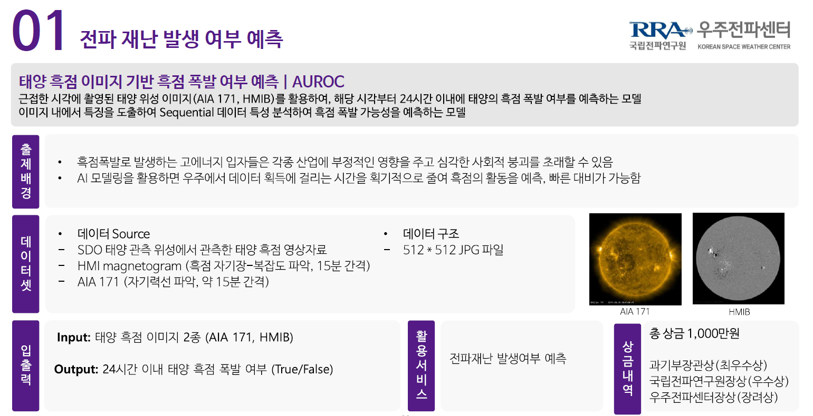 01 전파 재난 발생 여부 예측
RRA 국립전파연구원
우주전파센터
KOREAN SPACE WEATHER CENTER
태양 흑점 이미지 기반 흑점 폭발 여부 예측 | AUROC
근접한 시각에 촬영된 태양 위성 이미지(AIA 171, HMIB)를 활용하여, 해당 시각부터 24시간 이내에 태양의 흑점 폭발 여부를 예측하는 모델
이미지 내에서 특징을 도출하여 Sequential 데이터 특성 분석하여 흑점 폭발 가능성을 예측하는 모델
출제배경
• 흑점폭발로 발생하는 고에너지 입자들은 각종 산업에 부정적인 영향을 주고 심각한 사회적 붕괴를 초래할 수 있음
• AI 모델링을 활용하면 우주에서 데이터 획득에 걸리는 시간을 획기적으로 줄여 흑점의 활동을 예측, 빠른 대비가 가능함
데이터셋
• 데이터 Source
– SDO 태양 관측 위성에서 관측한 태양 흑점 영상자료
– HMI magnetogram (흑점 자기장-복잡도 파악, 15분 간격)
– AIA 171 (자기력선 파악, 약 15분 간격)
• 데이터 구조
– 512 * 512 JPG 파일
AIA 171
HMIB
입출력
Input: 태양 흑점 이미지 2종 (AIA 171, HMIB)
Output: 24시간 이내 태양 흑점 폭발 여부 (True/False)
활용서비스
전파재난 발생여부 예측
상금내역
총 상금 1,000만원
과기부장관상(최우수상)
국립전파연구원장상(우수상)
우주전파센터장상(장려상)